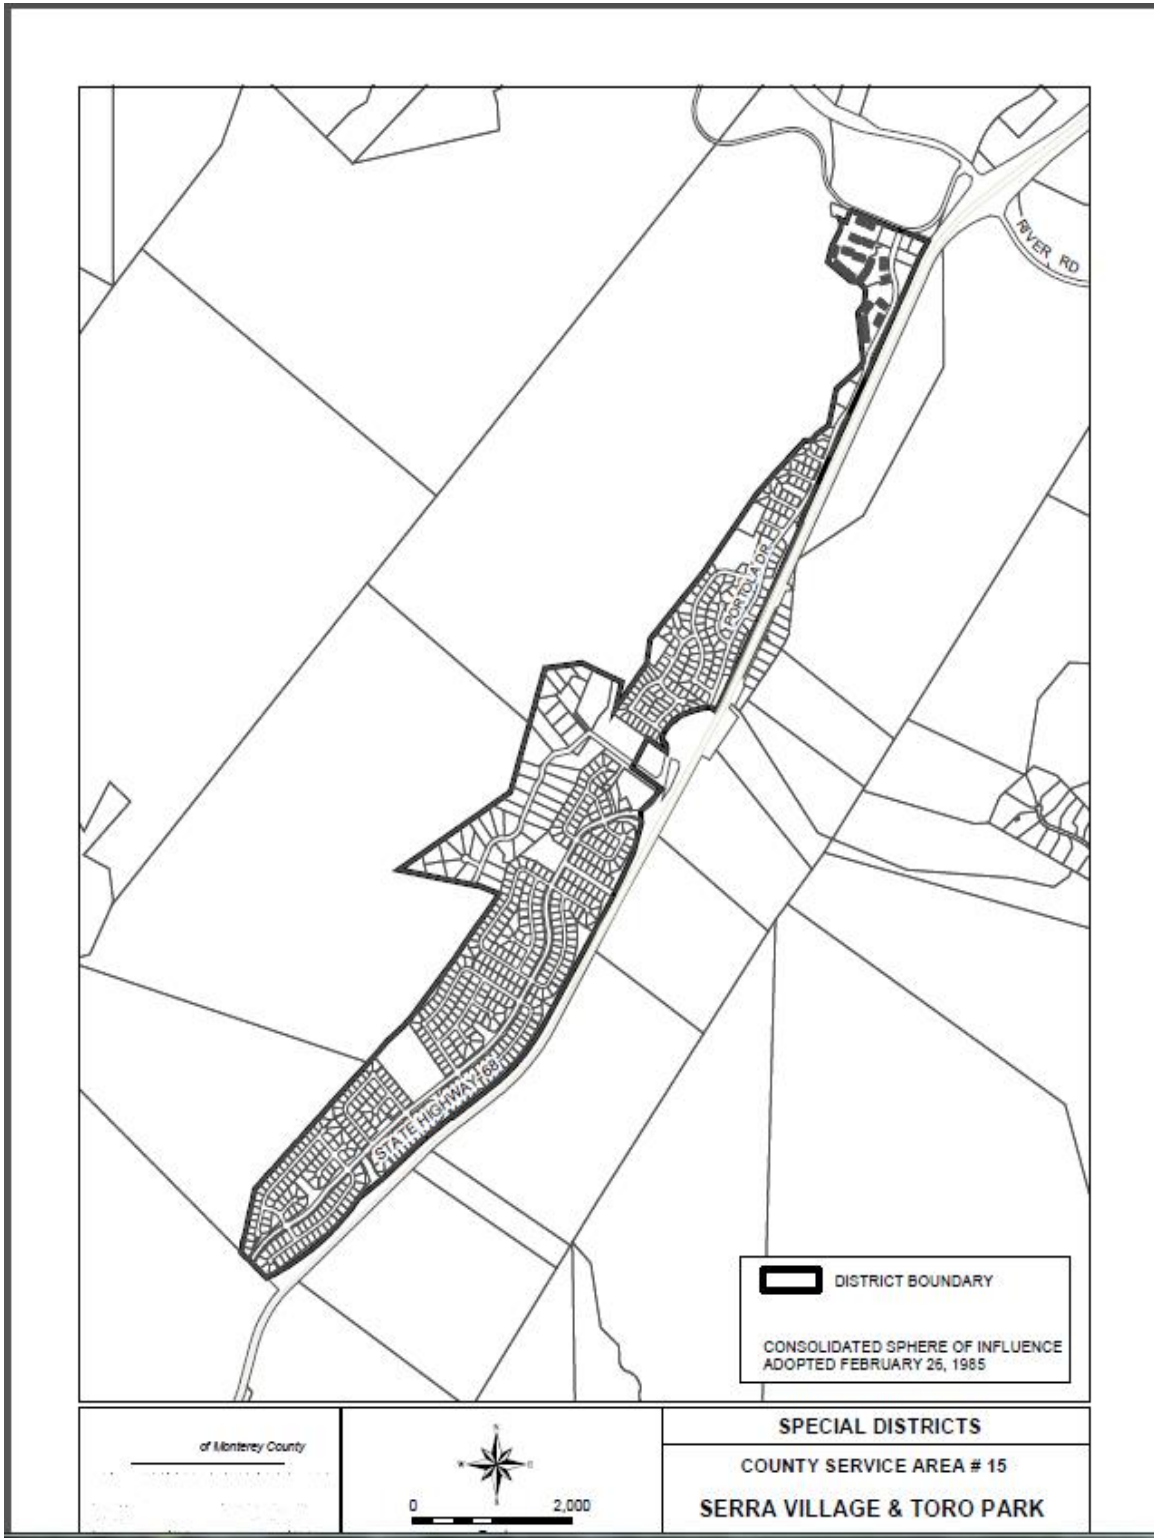 RIVER RD
PORTOLA DR
STATE HIGHWAY 68
DISTRICT BOUNDARY
CONSOLIDATED SPHERE OF INFLUENCE
ADOPTED FEBRUARY 26, 1985
of Monterey County
N
W
E
S
0 2,000
SPECIAL DISTRICTS
COUNTY SERVICE AREA # 15
SERRA VILLAGE & TORO PARK